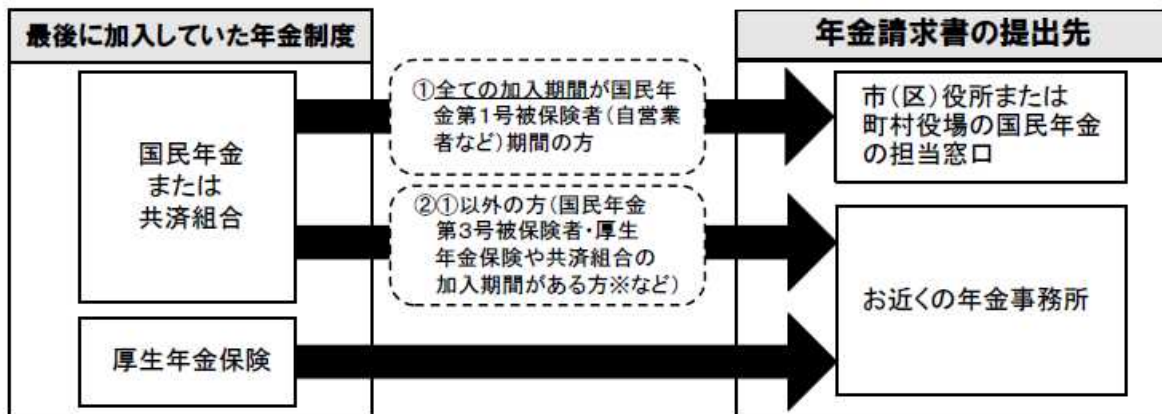 最後に加入していた年金制度
年金請求書の提出先
国民年金
または
共済組合
①全ての加入期間が国民年
金第1号被保険者(自営業
者など)期間の方
市(区)役所または
町村役場の国民年金
の担当窓口
②①以外の方(国民年金
第3号被保険者・厚生
年金保険や共済組合の
加入期間がある方※など)
お近くの年金事務所
厚生年金保険